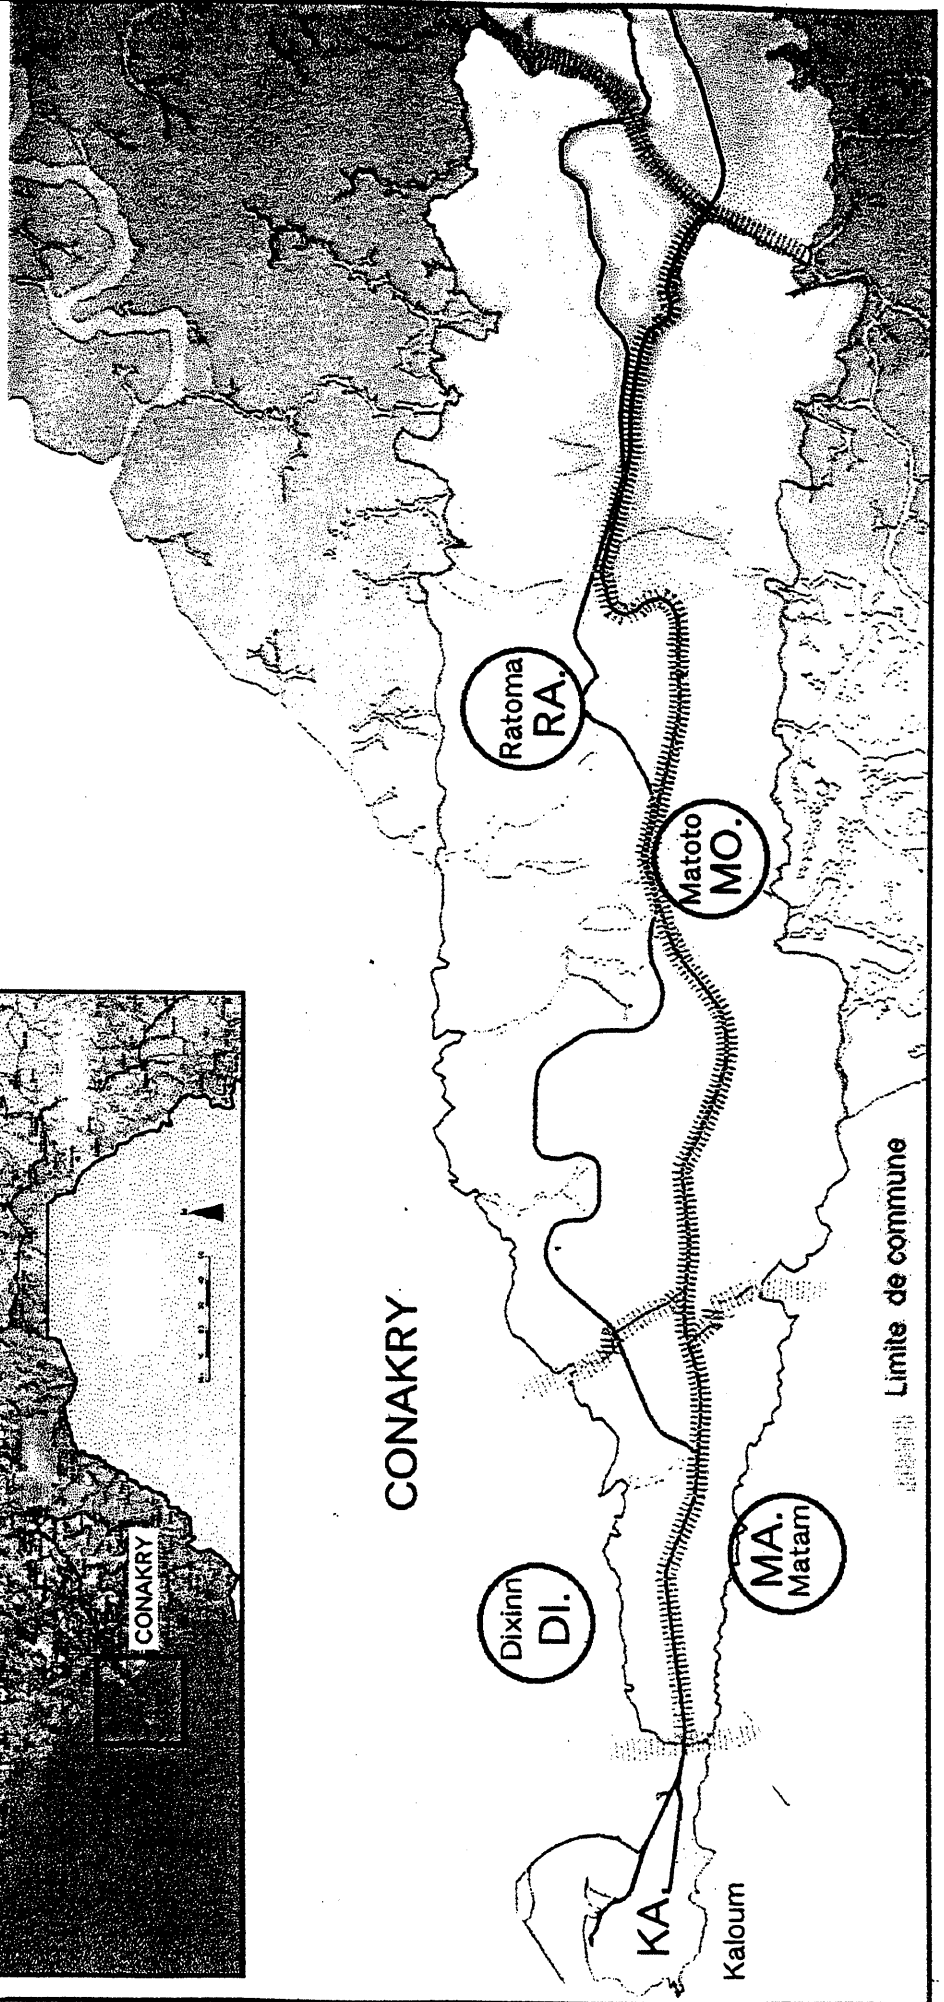 CONAKRY
CONAKRY
Ratoma
RA.
Matoto
MO.
Dixinn
DI.
MA.
Matam
KA.
Kaloum
Limite de commune